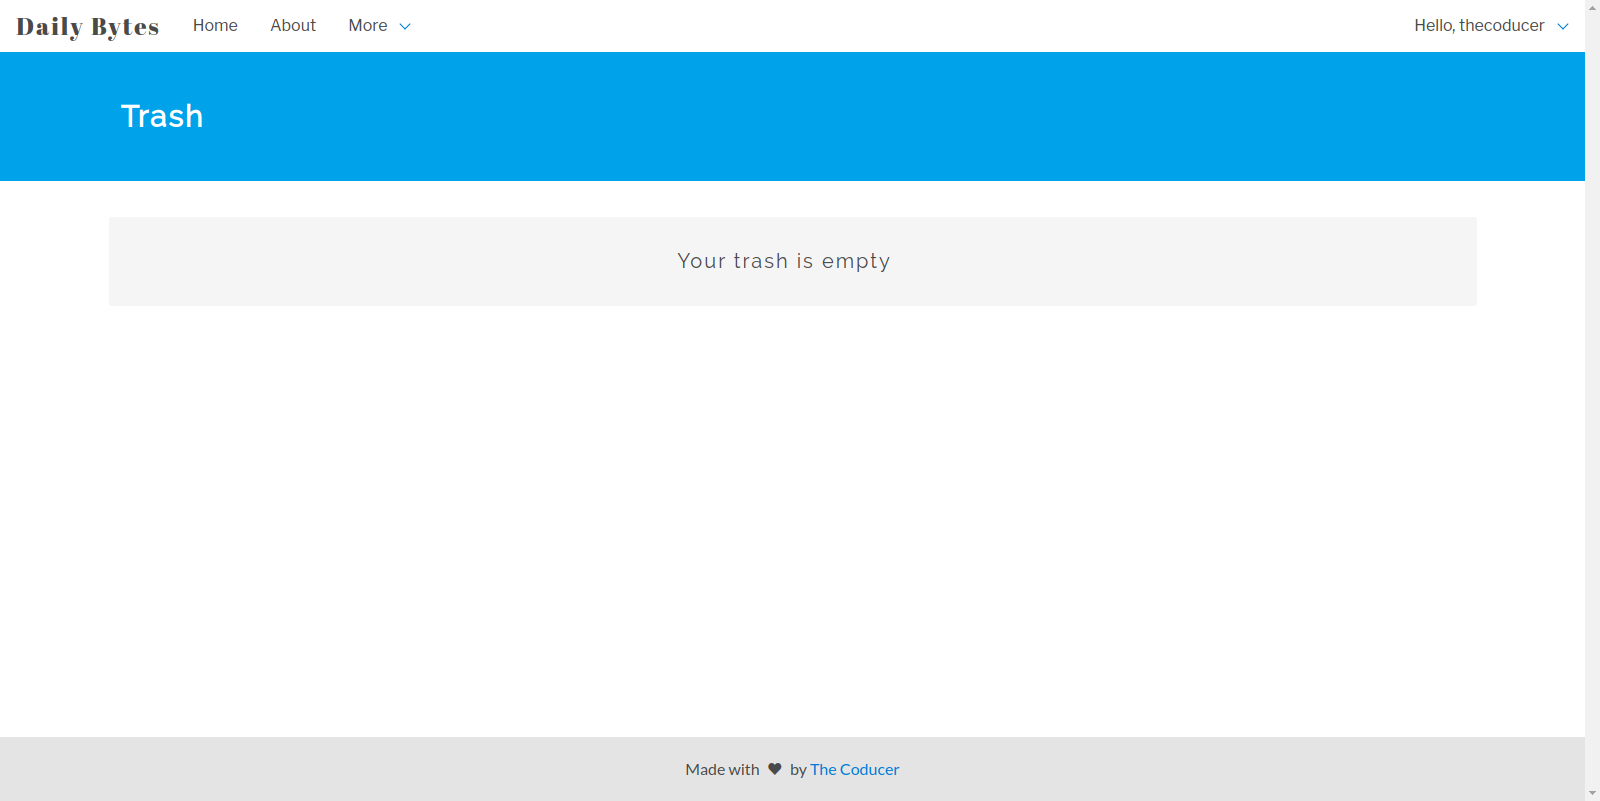 Daily Bytes Home About More Hello, thecoducer
Trash
Your trash is empty
Made with ♥ by The Coducer